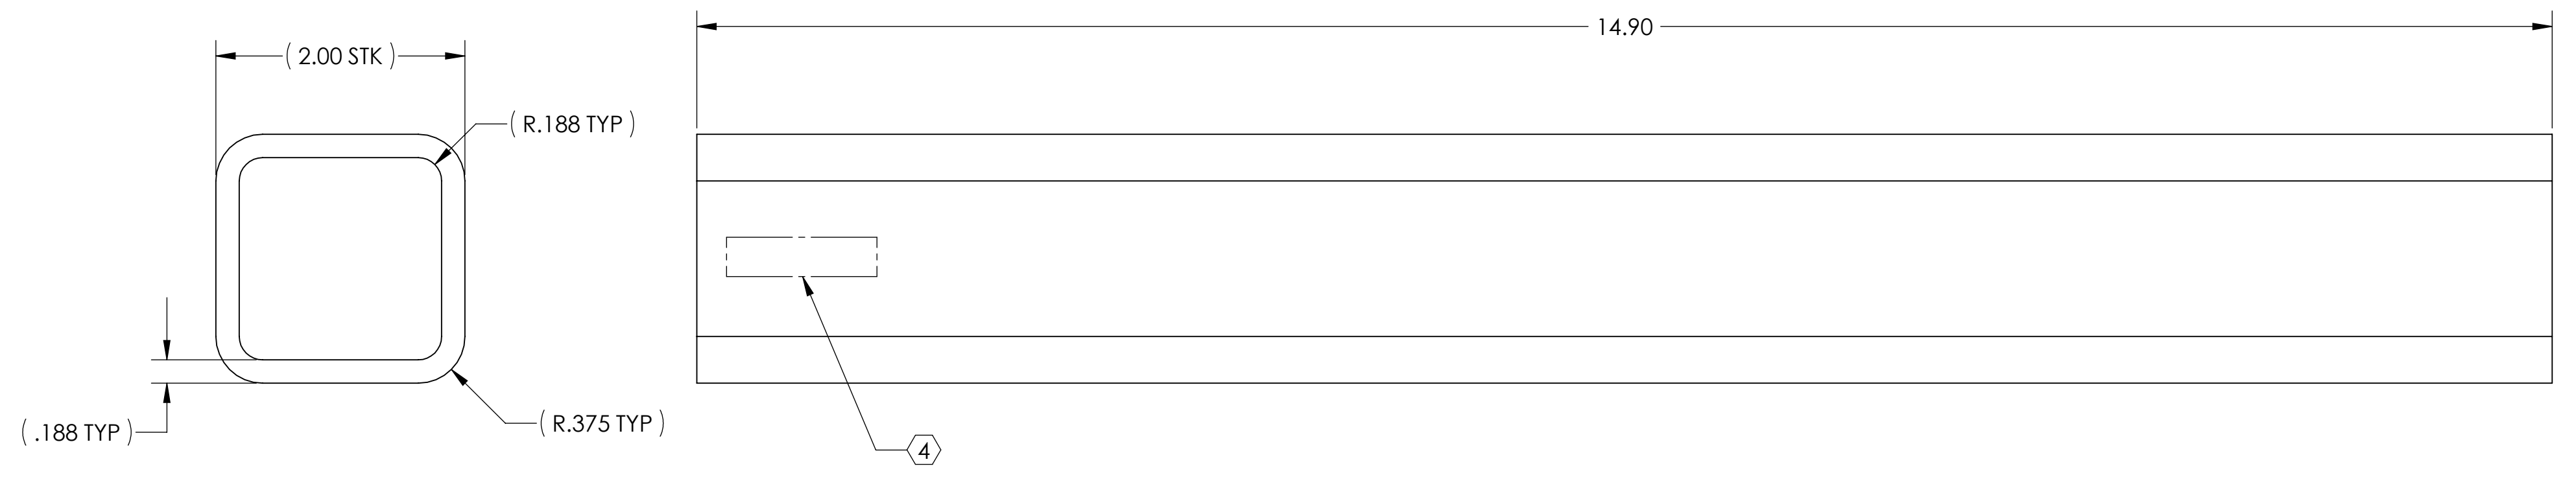 14.90
( 2.00 STK )
( R.188 TYP )
( R.375 TYP )
( .188 TYP )
4